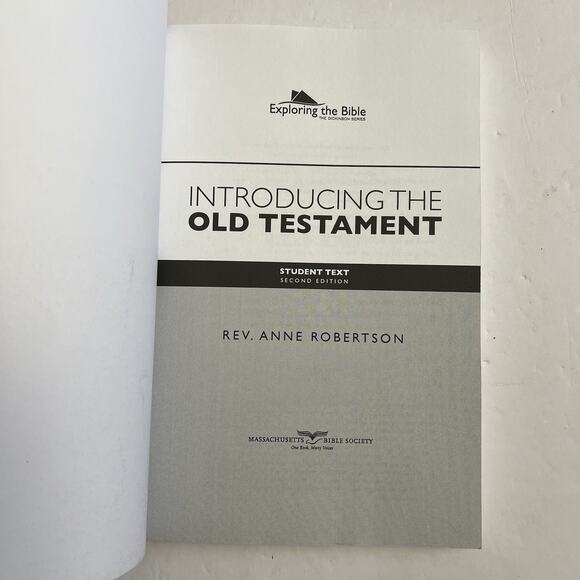 Exploring the Bible
THE DICKINSON SERIES
INTRODUCING THE
OLD TESTAMENT
STUDENT TEXT
SECOND EDITION
REV. ANNE ROBERTSON
MASSACHUSETTS BIBLE SOCIETY
One Book, Many Voices